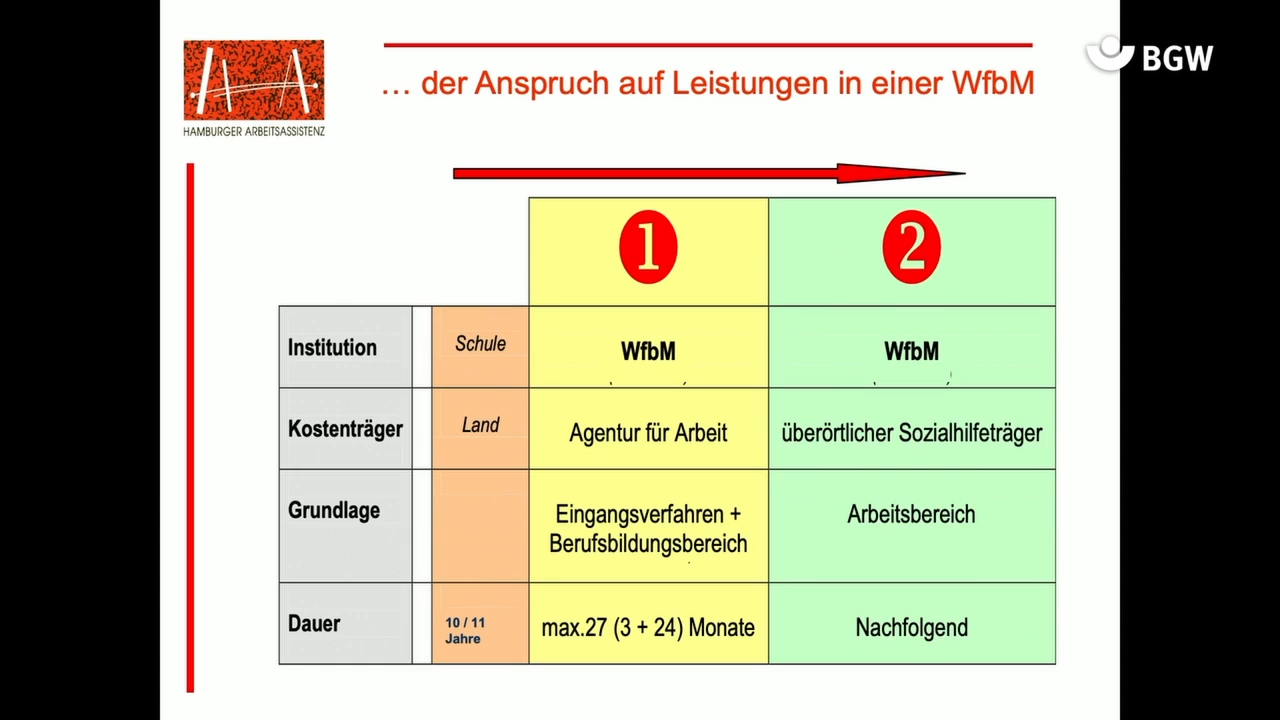 … der Anspruch auf Leistungen in einer WfbM
BGW
HAMBURGER ARBEITSASSISTENZ
1
2
Institution
Schule
WfbM
WfbM
Kostenträger
Land
Agentur für Arbeit
überörtlicher Sozialhilfeträger
Grundlage
Eingangsverfahren +
Berufsbildungsbereich
Arbeitsbereich
Dauer
10 / 11
Jahre
max.27 (3 + 24) Monate
Nachfolgend